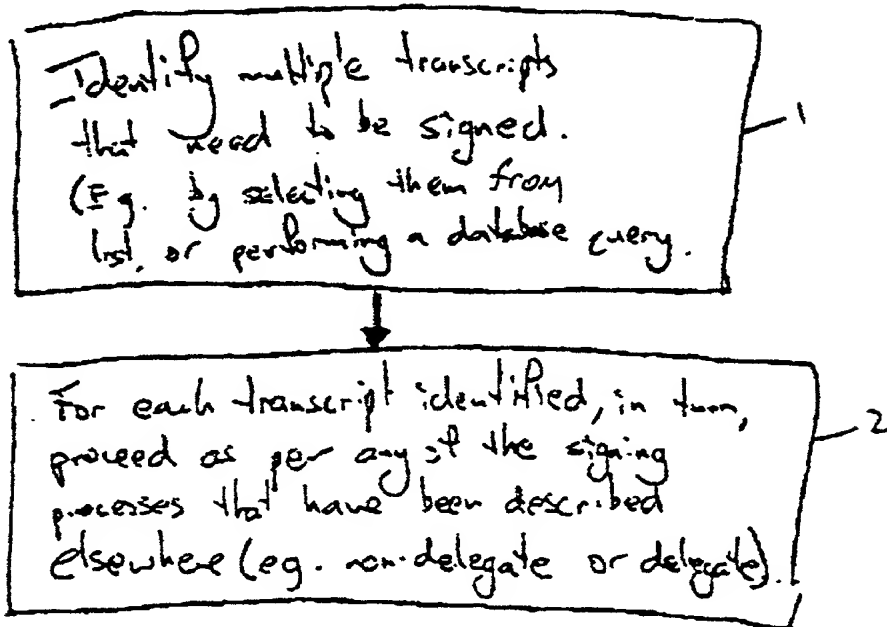 Identify multiple transcripts
that need to be signed.
(Eg. by selecting them from
list, or performing a database query.
1
For each transcript identified, in turn,
proceed as per any of the signing
processes that have been described
elsewhere (eg. non-delegate or delegate).
2